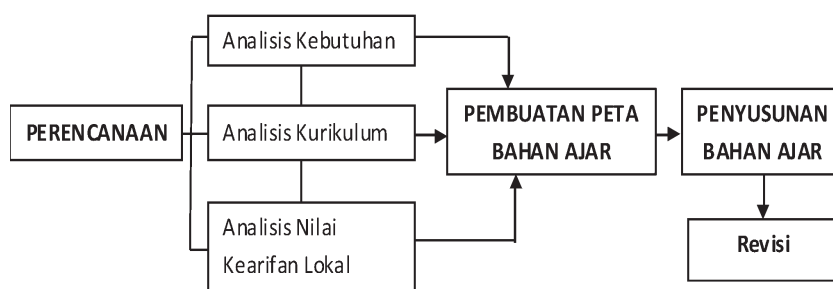 PERENCANAAN
Analisis Kebutuhan
Analisis Kurikulum
Analisis Nilai
Kearifan Lokal
PEMBUATAN PETA
BAHAN AJAR
PENYUSUNAN
BAHAN AJAR
Revisi